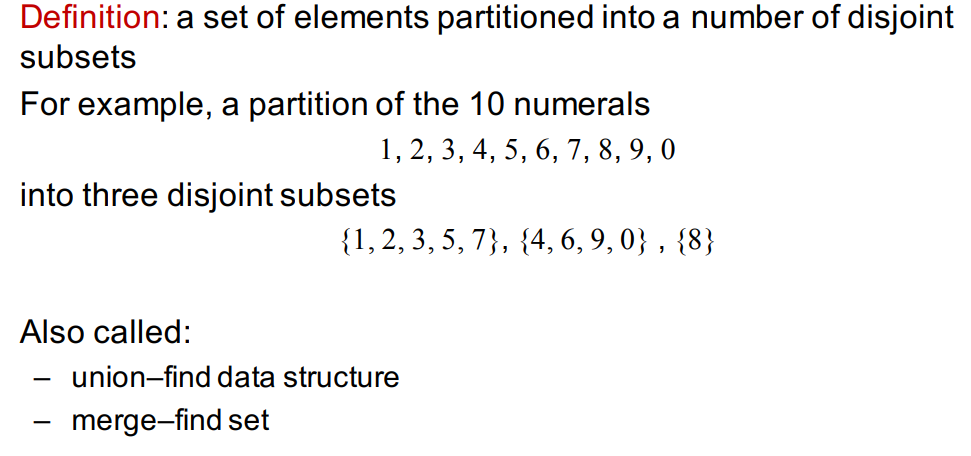 Definition: a set of elements partitioned into a number of disjoint
subsets
For example, a partition of the 10 numerals
1, 2, 3, 4, 5, 6, 7, 8, 9, 0
into three disjoint subsets
{1, 2, 3, 5, 7}, {4, 6, 9, 0} , {8}
Also called:
– union–find data structure
– merge–find set